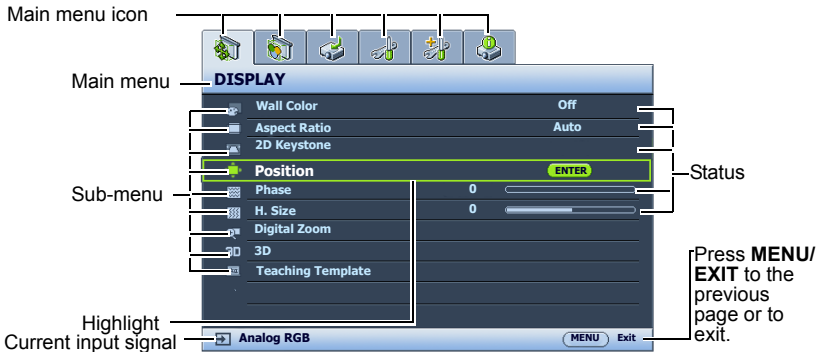 Main menu icon
Main menu
DISPLAY
Wall Color Off
Aspect Ratio Auto
2D Keystone
Position ENTER
Phase 0
H. Size 0
Digital Zoom
3D 3D
Teaching Template
Sub-menu
Status
Highlight
Current input signal
Analog RGB MENU Exit
Press MENU/
EXIT to the
previous
page or to
exit.